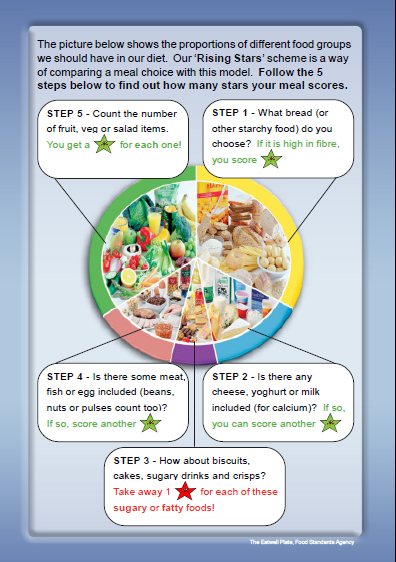 The picture below shows the proportions of different food groups
we should have in our diet.  Our ‘Rising Stars’ scheme is a way
of comparing a meal choice with this model.  Follow the 5
steps below to find out how many stars your meal scores.
STEP 5 - Count the number
of fruit, veg or salad items.
You get a for each one!
STEP 1 - What bread (or
other starchy food) do you
choose?  If it is high in fibre,
you score
STEP 4 - Is there some meat,
fish or egg included (beans,
nuts or pulses count too)?
If so, score another
STEP 2 - Is there any
cheese, yoghurt or milk
included (for calcium)?  If so,
you can score another
STEP 3 - How about biscuits,
cakes, sugary drinks and crisps?
Take away 1 for each of these
sugary or fatty foods!
The Eatwell Plate, Food Standards Agency